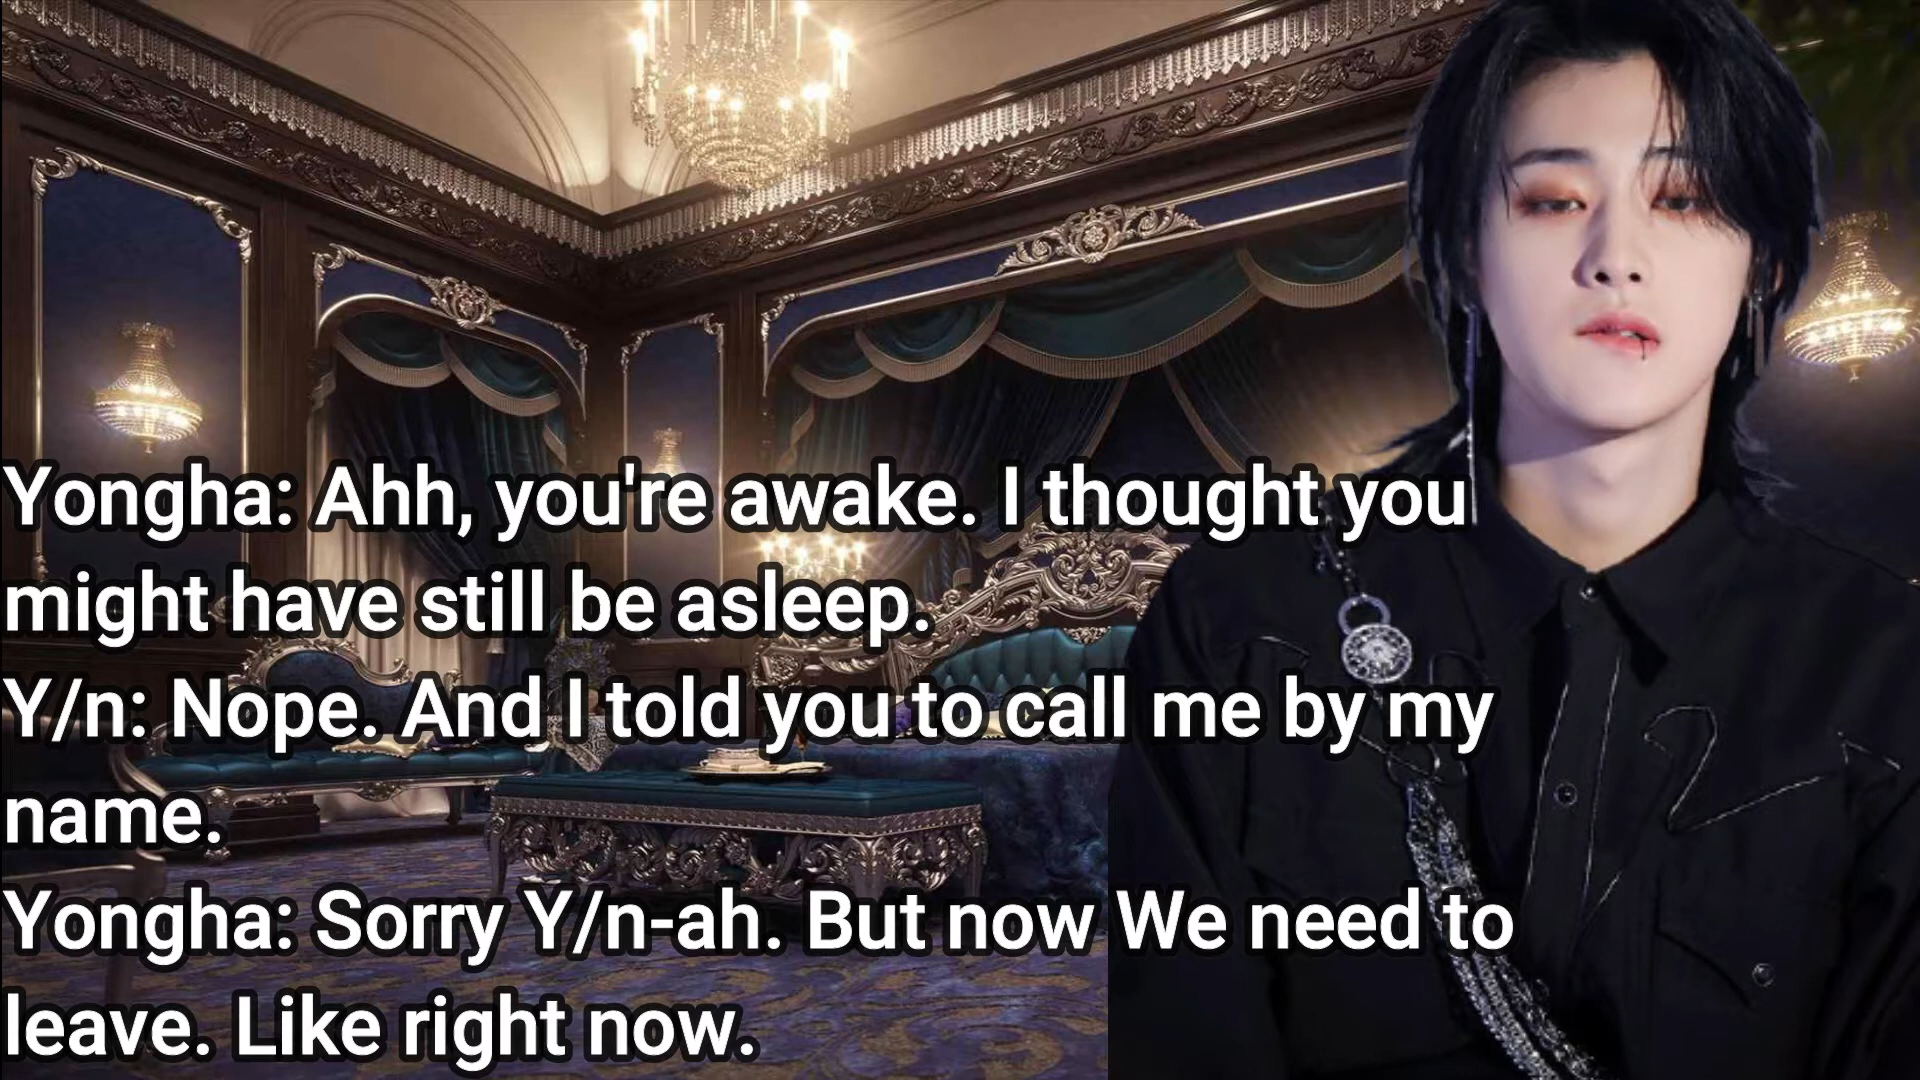 Yongha: Ahh, you're awake. I thought you
might have still be asleep.
Y/n: Nope. And I told you to call me by my
name.
Yongha: Sorry Y/n-ah. But now We need to
leave. Like right now.